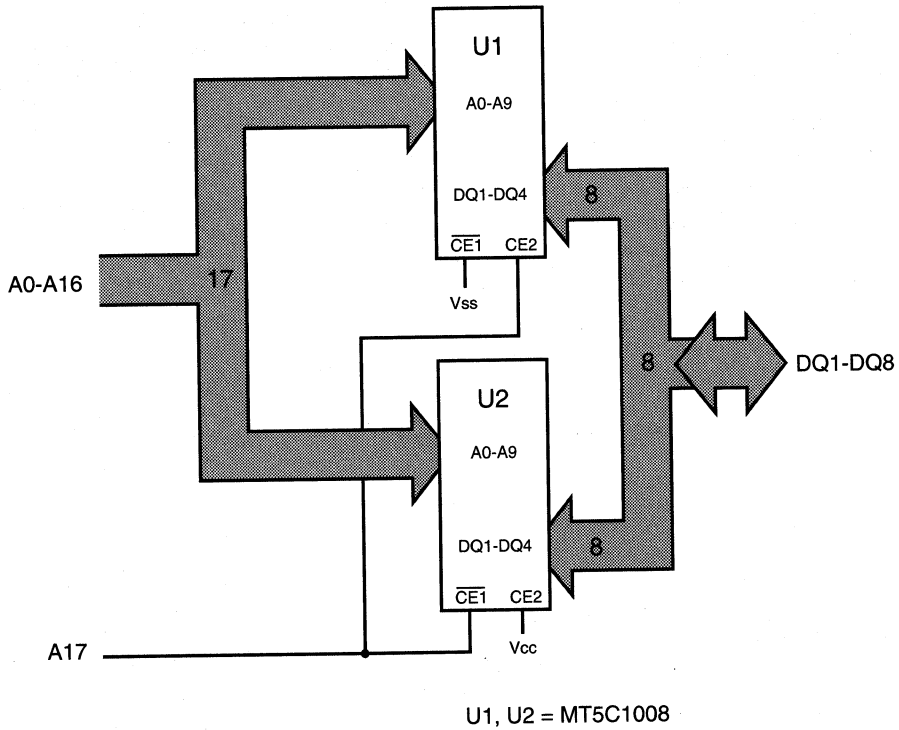 U1
A0-A9
DQ1-DQ4
8
CE1 CE2
A0-A16
17
Vss
8
DQ1-DQ8
U2
A0-A9
DQ1-DQ4
8
CE1 CE2
A17
Vcc
U1, U2 = MT5C1008